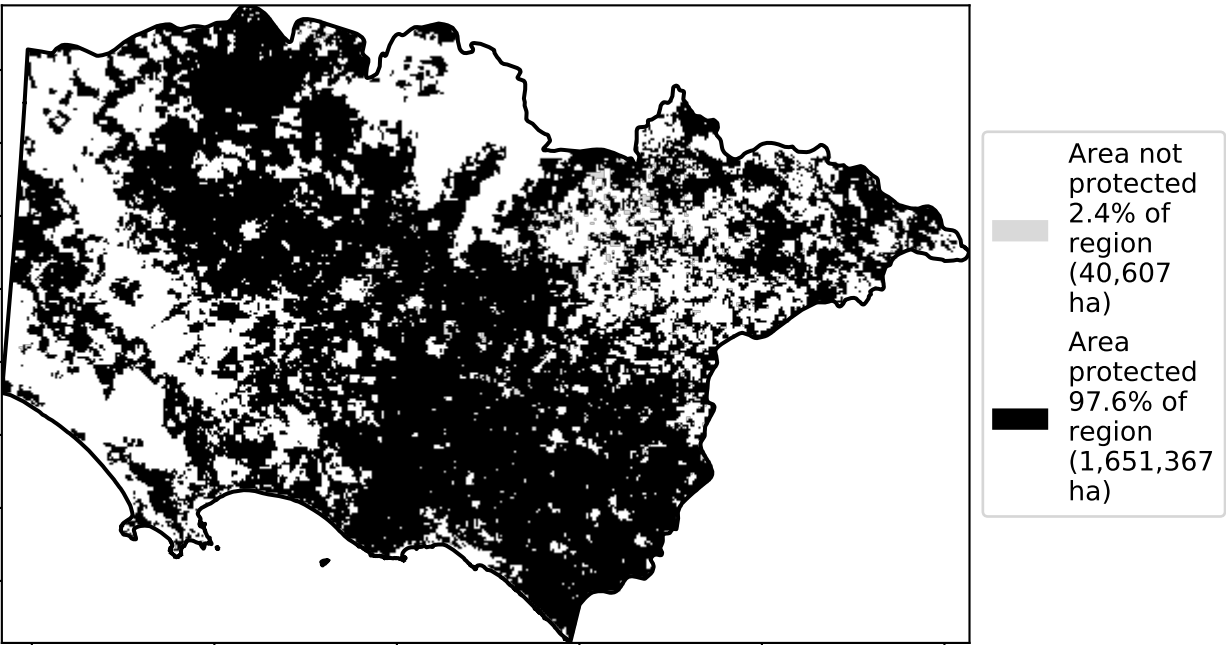 Area not
protected
2.4% of
region
(40,607
ha)
Area
protected
97.6% of
region
(1,651,367
ha)